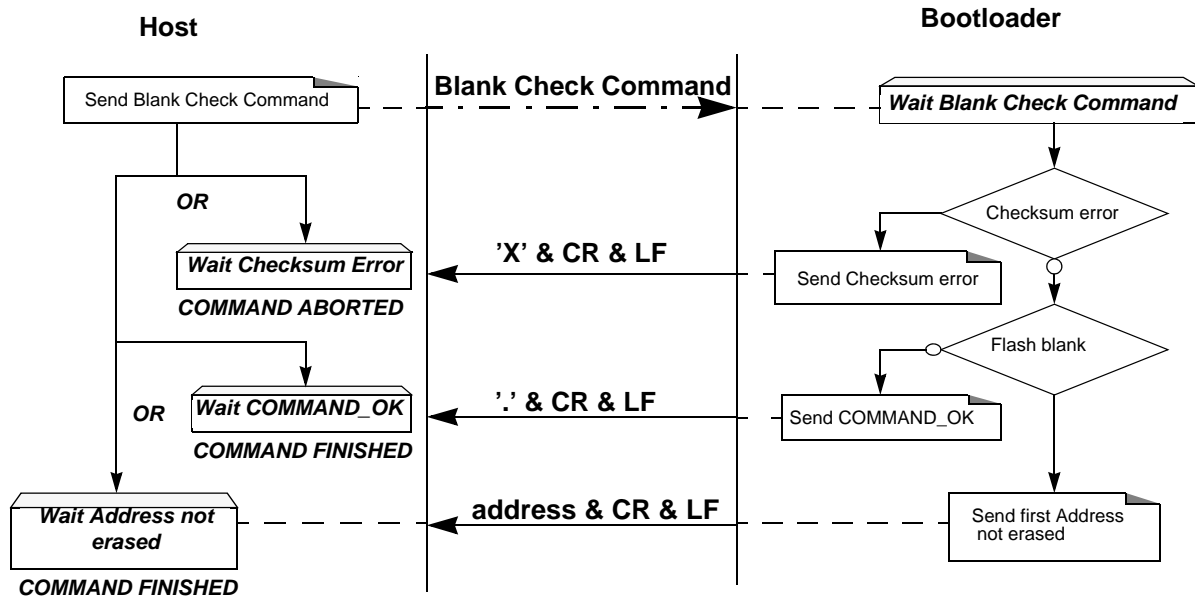 Host
Bootloader
Send Blank Check Command
Blank Check Command
Wait Blank Check Command
OR
Checksum error
Wait Checksum Error
’X’ & CR & LF
Send Checksum error
COMMAND ABORTED
Flash blank
OR
Wait COMMAND_OK
’.’ & CR & LF
Send COMMAND_OK
COMMAND FINISHED
Wait Address not
erased
address & CR & LF
Send first Address
not erased
COMMAND FINISHED